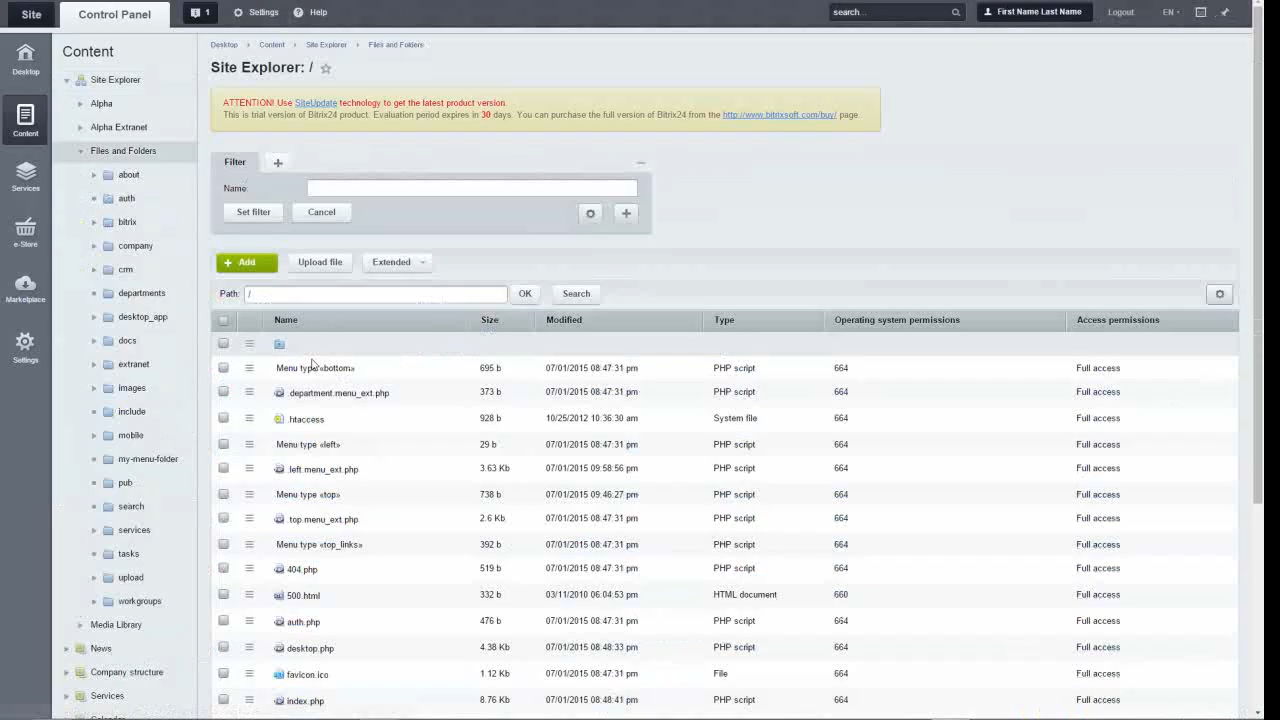 Site
Control Panel
1
Settings
Help
search...
First Name Last Name
Logout
EN
Desktop
Content
Services
e-Store
Marketplace
Settings
Content
Site Explorer
Alpha
Alpha Extranet
Files and Folders
about
auth
bitrix
company
crm
departments
desktop_app
docs
extranet
images
include
mobile
my-menu-folder
pub
search
services
tasks
upload
workgroups
Media Library
News
Company structure
Services
Calendar
Desktop > Content > Site Explorer > Files and Folders
Site Explorer: /
ATTENTION! Use SiteUpdate technology to get the latest product version.
This is trial version of Bitrix24 product. Evaluation period expires in 30 days. You can purchase the full version of Bitrix24 from the http://www.bitrixsoft.com/buy/ page.
Filter
Name:
Set filter Cancel
+ Add Upload file Extended
Path: / OK Search
Name Size Modified Type Operating system permissions Access permissions
Menu type «bottom» 695 b 07/01/2015 08:47:31 pm PHP script 664 Full access
.department.menu_ext.php 373 b 07/01/2015 08:47:31 pm PHP script 664 Full access
.htaccess 928 b 10/25/2012 10:36:30 am System file 664 Full access
Menu type «left» 29 b 07/01/2015 08:47:31 pm PHP script 664 Full access
.left.menu_ext.php 3.63 Kb 07/01/2015 09:58:56 pm PHP script 664 Full access
Menu type «top» 738 b 07/01/2015 09:46:27 pm PHP script 664 Full access
.top.menu_ext.php 2.6 Kb 07/01/2015 08:47:31 pm PHP script 664 Full access
Menu type «top_links» 392 b 07/01/2015 08:47:31 pm PHP script 664 Full access
404.php 519 b 07/01/2015 08:47:31 pm PHP script 664 Full access
500.html 332 b 03/11/2010 06:04:53 pm HTML document 660 Full access
auth.php 476 b 07/01/2015 08:47:31 pm PHP script 664 Full access
desktop.php 4.38 Kb 07/01/2015 08:48:33 pm PHP script 664 Full access
favicon.ico 1.12 Kb 07/01/2015 08:47:31 pm File 664 Full access
index.php 8.76 Kb 07/01/2015 08:48:41 pm PHP script 664 Full access